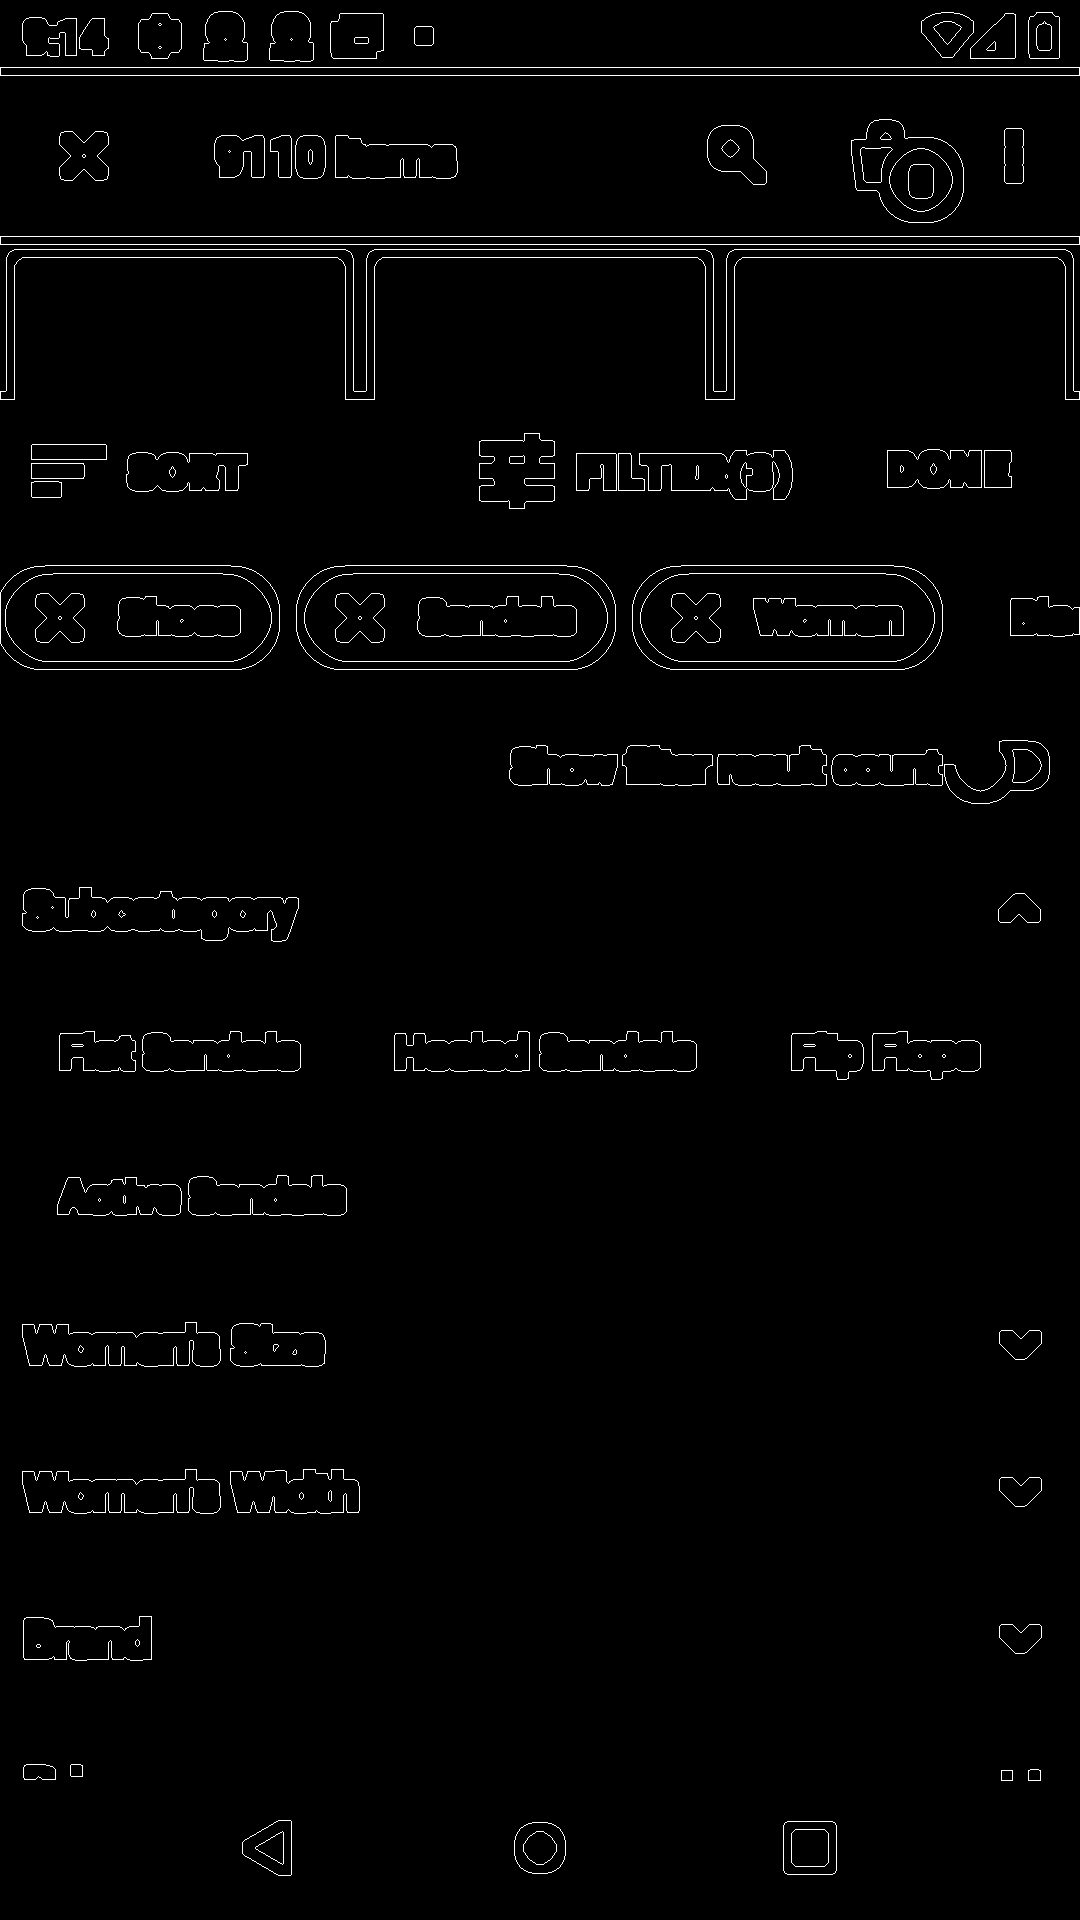 9:14
9110 Items
SORT FILTER(3) DONE
Shoes Sandals Women
Show filter result count
Subcategory
Flat Sandals Heeled Sandals Flip Flops
Active Sandals
Women's Size
Women's Width
Brand